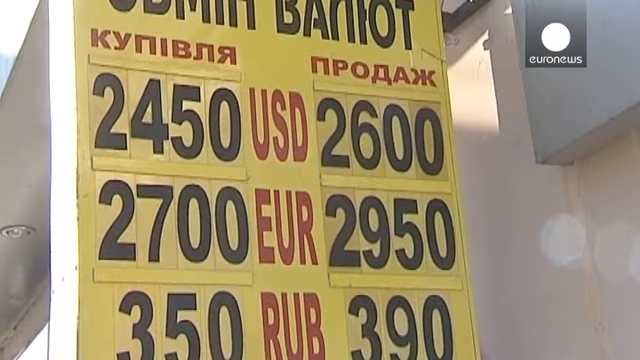 ОБМІН ВАЛЮТ
КУПІВЛЯ ПРОДАЖ
2450 USD 2600
2700 EUR 2950
350 RUB 390
euronews